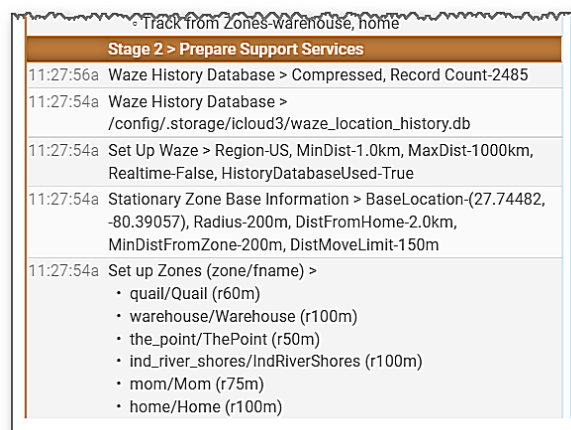 ◦ Track from Zones-warehouse, home
Stage 2 > Prepare Support Services
11:27:56a Waze History Database > Compressed, Record Count-2485
11:27:54a Waze History Database >
/config/.storage/icloud3/waze_location_history.db
11:27:54a Set Up Waze > Region-US, MinDist-1.0km, MaxDist-1000km,
Realtime-False, HistoryDatabaseUsed-True
11:27:54a Stationary Zone Base Information > BaseLocation-(27.74482,
-80.39057), Radius-200m, DistFromHome-2.0km,
MinDistFromZone-200m, DistMoveLimit-150m
11:27:54a Set up Zones (zone/fname) >
• quail/Quail (r60m)
• warehouse/Warehouse (r100m)
• the_point/ThePoint (r50m)
• ind_river_shores/IndRiverShores (r100m)
• mom/Mom (r75m)
• home/Home (r100m)